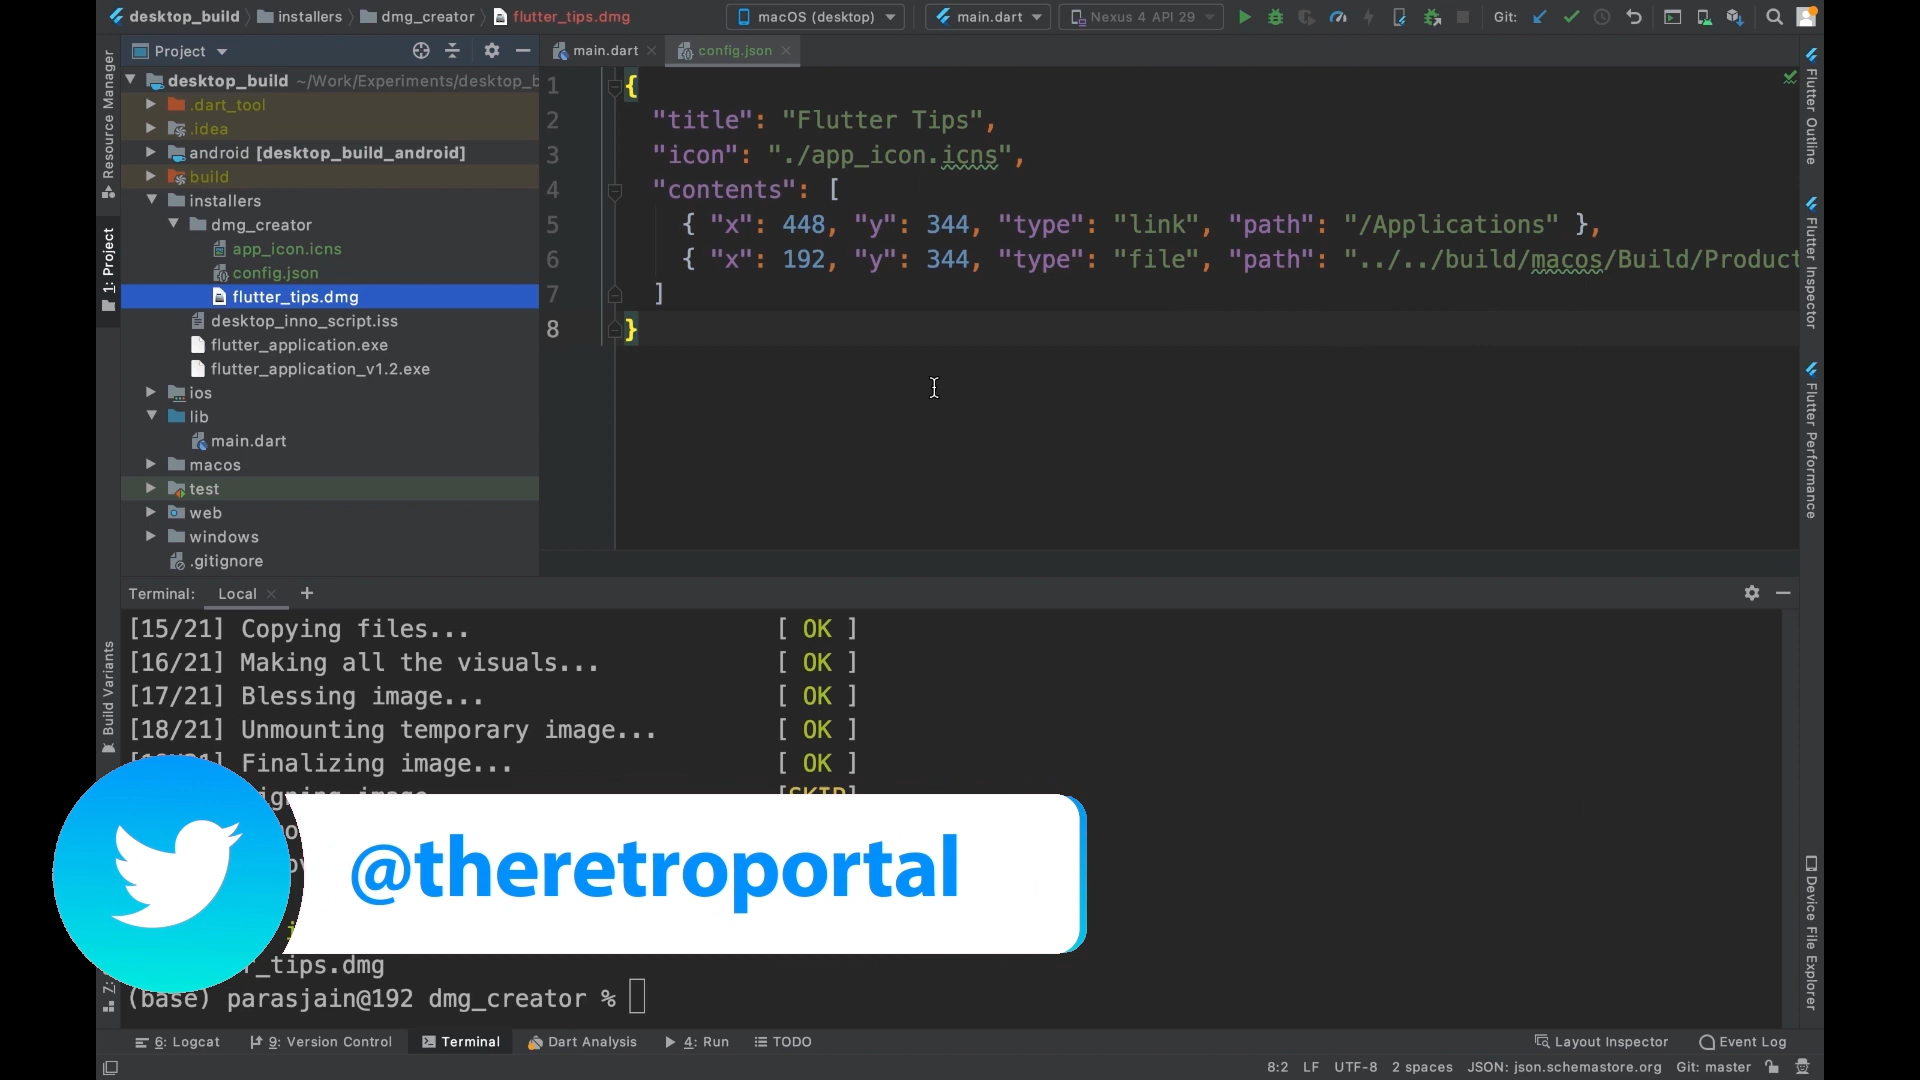 desktop_build installers dmg_creator flutter_tips.dmg macOS (desktop) main.dart Nexus 4 API 29 Git:
Project main.dart config.json
desktop_build ~/Work/Experiments/desktop_b
.dart_tool
.idea
android [desktop_build_android]
build
installers
dmg_creator
app_icon.icns
config.json
flutter_tips.dmg
desktop_inno_script.iss
flutter_application.exe
flutter_application_v1.2.exe
ios
lib
main.dart
macos
test
web
windows
.gitignore
1 {
2 "title": "Flutter Tips",
3 "icon": "./app_icon.icns",
4 "contents": [
5 { "x": 448, "y": 344, "type": "link", "path": "/Applications" },
6 { "x": 192, "y": 344, "type": "file", "path": "../../build/macos/Build/Product
7 ]
8 }
Resource Manager
1: Project
Build Variants
Flutter Outline
Flutter Inspector
Flutter Performance
Device File Explorer
Terminal: Local
[15/21] Copying files... [ OK ]
[16/21] Making all the visuals... [ OK ]
[17/21] Blessing image... [ OK ]
[18/21] Unmounting temporary image... [ OK ]
Finalizing image... [ OK ]
@theretroportal
_tips.dmg
(base) parasjain@192 dmg_creator %
6: Logcat 9: Version Control Terminal Dart Analysis 4: Run TODO Layout Inspector Event Log
8:2 LF UTF-8 2 spaces JSON: json.schemastore.org Git: master